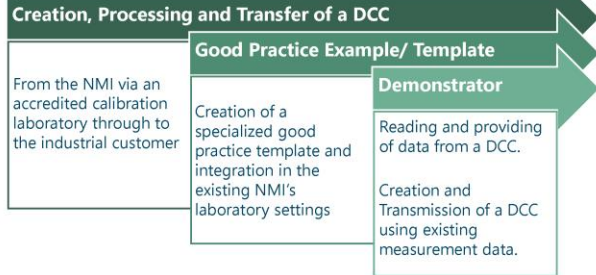 Creation, Processing and Transfer of a DCC
From the NMI via an
accredited calibration
laboratory through to
the industrial customer
Good Practice Example/ Template
Creation of a
specialized good
practice template and
integration in the
existing NMI's
laboratory settings
Demonstrator
Reading and providing
of data from a DCC.
Creation and
Transmission of a DCC
using existing
measurement data.